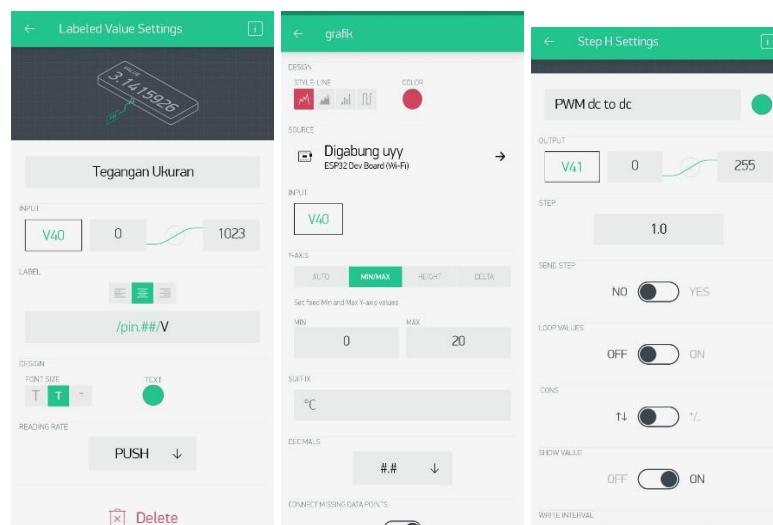 Labeled Value Settings
i
VALUE
3.1415926
Tegangan Ukuran
INPUT
V40
0
1023
LABEL
/pin.##/V
DESIGN
FONT SIZE
TEXT
T T T
READING RATE
PUSH
Delete
grafik
DESIGN
STYLE: LINE
COLOR
SOURCE
Digabung uyy
ESP32 Dev Board (Wi-Fi)
INPUT
V40
Y-AXIS
AUTO
MIN/MAX
HEIGHT
DELTA
Set fixed Min and Max Y-axis values
MIN
MAX
0
20
SUFFIX
°C
DECIMALS
#.#
CONNECT MISSING DATA POINTS
Step H Settings
i
PWM dc to dc
OUTPUT
V41
0
255
STEP
1.0
SEND STEP
NO
YES
LOOP VALUES
OFF
ON
CONS
↑↓
+/-
SHOW VALUE
OFF
ON
WRITE INTERVAL